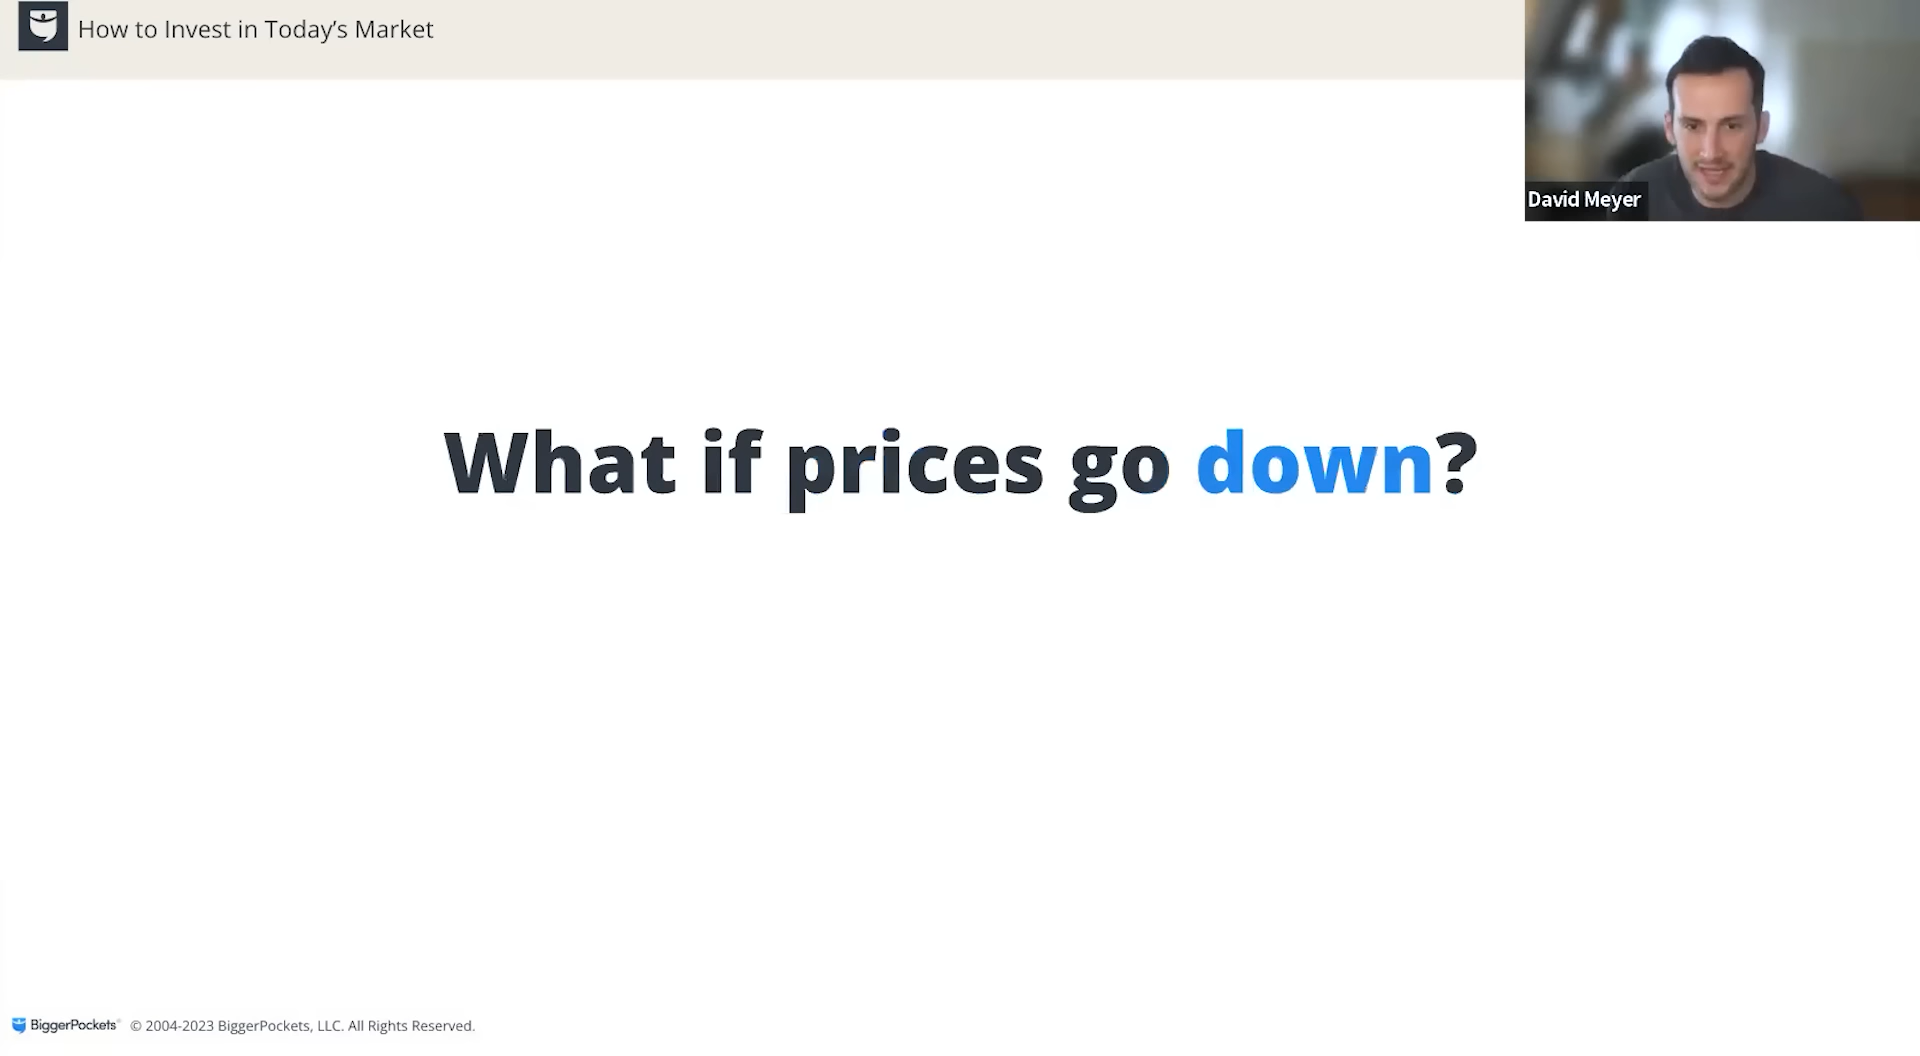 How to Invest in Today's Market
David Meyer
What if prices go down?
BiggerPockets © 2004-2023 BiggerPockets, LLC. All Rights Reserved.